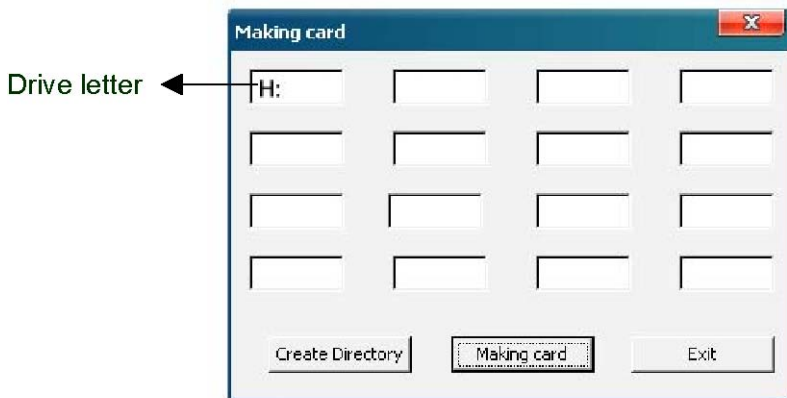 Making card
Drive letter
H:
Create Directory
Making card
Exit